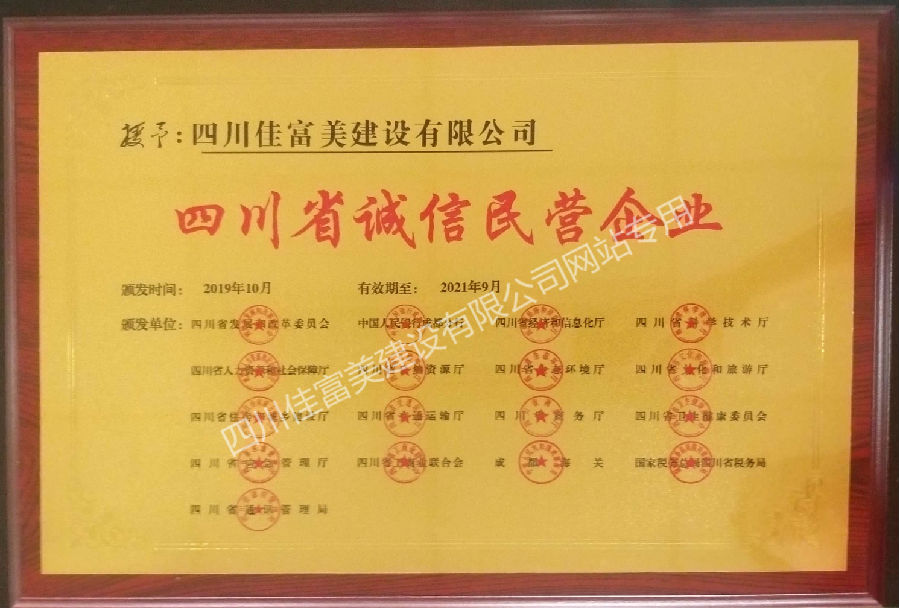 授予：四川佳富美建设有限公司
四川省诚信民营企业
颁发时间： 2019年10月 有效期至： 2021年9月
颁发单位：四川省发展和改革委员会 中国人民银行成都分行 四川省经济和信息化厅 四川省科学技术厅
四川省人力资源和社会保障厅 四川省自然资源厅 四川省生态环境厅 四川省文化和旅游厅
四川省住房和城乡建设厅 四川省交通运输厅 四川省商务厅 四川省卫生健康委员会
四川省应急管理厅 四川省工商业联合会 成都海关 国家税务总局四川省税务局
四川省通信管理局
四川佳富美建设有限公司网站专用